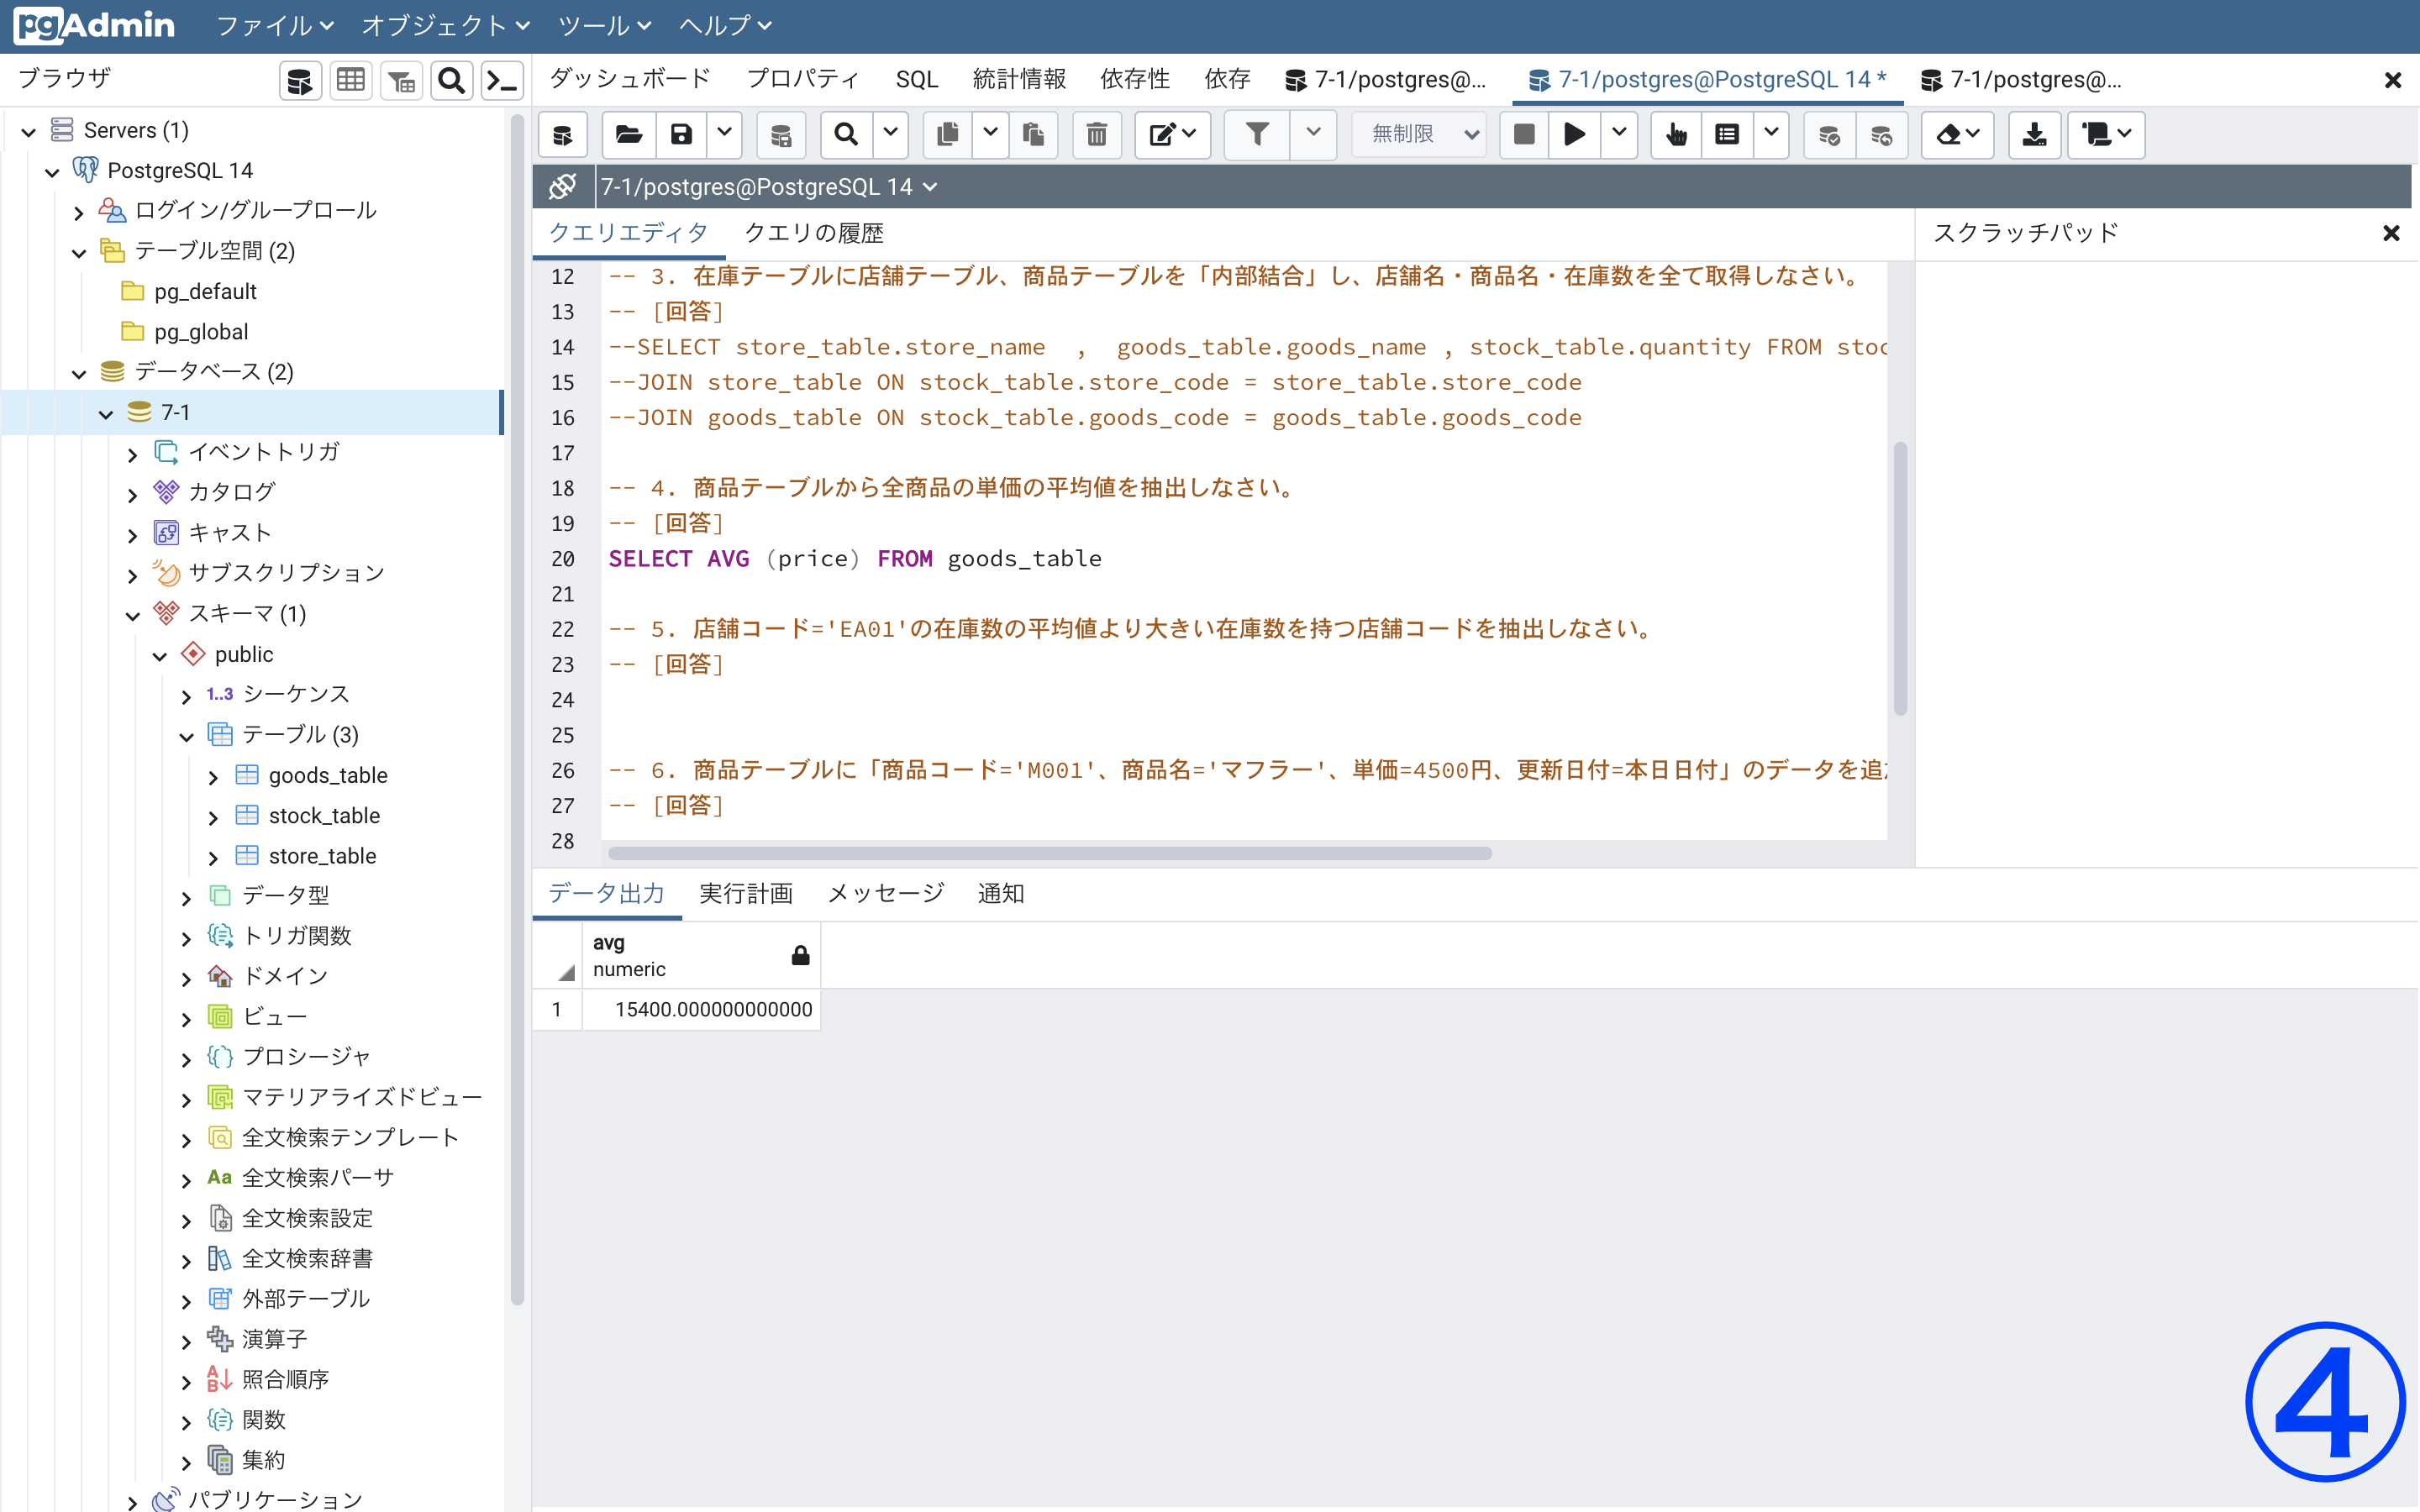 pgAdmin ファイル オブジェクト ツール ヘルプ
ブラウザ
ダッシュボード プロパティ SQL 統計情報 依存性 依存 7-1/postgres@... 7-1/postgres@PostgreSQL 14 * 7-1/postgres@...
無制限
7-1/postgres@PostgreSQL 14
クエリエディタ クエリの履歴
スクラッチパッド
Servers (1)
PostgreSQL 14
ログイン/グループロール
テーブル空間 (2)
pg_default
pg_global
データベース (2)
7-1
イベントトリガ
カタログ
キャスト
サブスクリプション
スキーマ (1)
public
1..3 シーケンス
テーブル (3)
goods_table
stock_table
store_table
データ型
トリガ関数
ドメイン
ビュー
プロシージャ
マテリアライズドビュー
全文検索テンプレート
Aa 全文検索パーサ
全文検索設定
全文検索辞書
外部テーブル
演算子
照合順序
関数
集約
パブリケーション
12 -- 3. 在庫テーブルに店舗テーブル、商品テーブルを「内部結合」し、店舗名・商品名・在庫数を全て取得しなさい。
13 -- [回答]
14 --SELECT store_table.store_name , goods_table.goods_name , stock_table.quantity FROM stoc
15 --JOIN store_table ON stock_table.store_code = store_table.store_code
16 --JOIN goods_table ON stock_table.goods_code = goods_table.goods_code
17
18 -- 4. 商品テーブルから全商品の単価の平均値を抽出しなさい。
19 -- [回答]
20 SELECT AVG (price) FROM goods_table
21
22 -- 5. 店舗コード='EA01'の在庫数の平均値より大きい在庫数を持つ店舗コードを抽出しなさい。
23 -- [回答]
24
25
26 -- 6. 商品テーブルに「商品コード='M001'、商品名='マフラー'、単価=4500円、更新日付=本日日付」のデータを追
27 -- [回答]
28
データ出力 実行計画 メッセージ 通知
avg
numeric
1 15400.000000000000
④